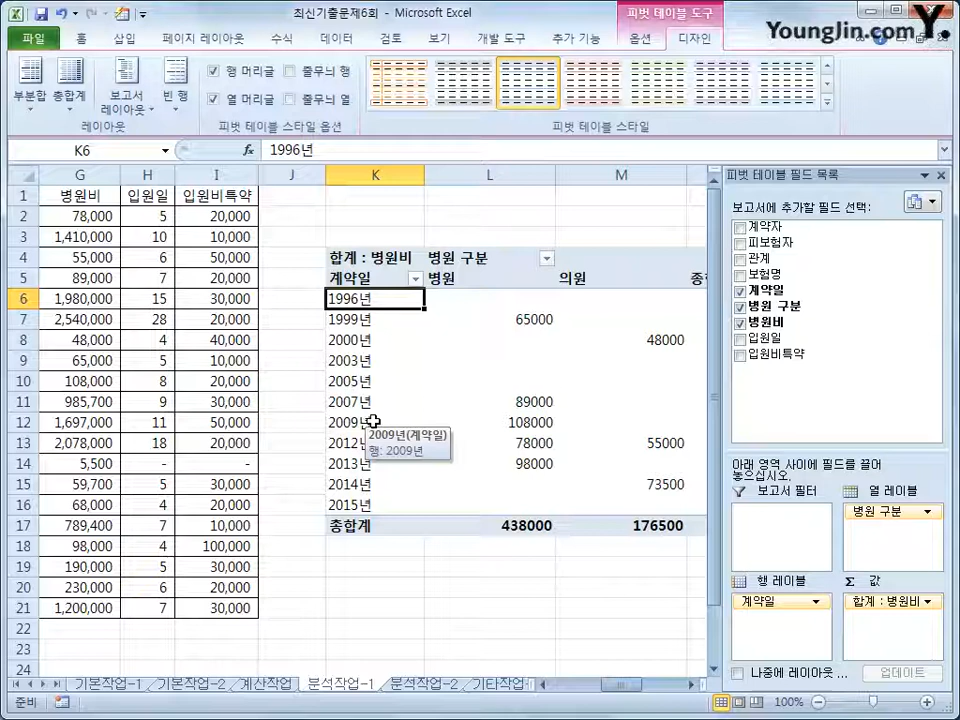 최신기출문제6회 - Microsoft Excel
피벗 테이블 도구
Younglin.com Y.
파일 홈 삽입 페이지 레이아웃 수식 데이터 검토 보기 개발 도구 추가 기능 옵션 디자인
부분합 총합계 보고서 레이아웃 빈 행
행 머리글 줄무늬 행
열 머리글 줄무늬 열
레이아웃 피벗 테이블 스타일 옵션 피벗 테이블 스타일
K6 fx 1996년
G H I J K L M
1 병원비 입원일 입원비특약
2 78,000 5 20,000
3 1,410,000 10 10,000
4 55,000 6 50,000 합계 : 병원비 병원 구분
5 89,000 7 20,000 계약일 병원 의원 종
6 1,980,000 15 30,000 1996년
7 2,540,000 28 20,000 1999년 65000
8 48,000 4 40,000 2000년 48000
9 65,000 5 10,000 2003년
10 108,000 8 20,000 2005년
11 985,700 9 30,000 2007년 89000
12 1,697,000 11 50,000 2009년 108000
13 2,078,000 18 20,000 2012년 78000 55000
14 5,500 - - 2013년 98000
15 59,700 5 30,000 2014년 73500
16 68,000 4 20,000 2015년
17 789,400 7 10,000 총합계 438000 176500
18 98,000 4 100,000
19 190,000 5 30,000
20 230,000 6 20,000
21 1,200,000 7 30,000
22
23
24
2009년(계약일)
행: 2009년
피벗 테이블 필드 목록
보고서에 추가할 필드 선택:
계약자
피보험자
관계
보험명
계약일
병원 구분
병원비
입원일
입원비특약
아래 영역 사이에 필드를 끌어
놓으십시오.
보고서 필터 열 레이블
병원 구분
행 레이블 Σ 값
계약일 합계 : 병원비
나중에 레이아웃 ... 업데이트
기본작업-1 기본작업-2 계산작업 분석작업-1 분석작업-2 기타작업
준비 100%